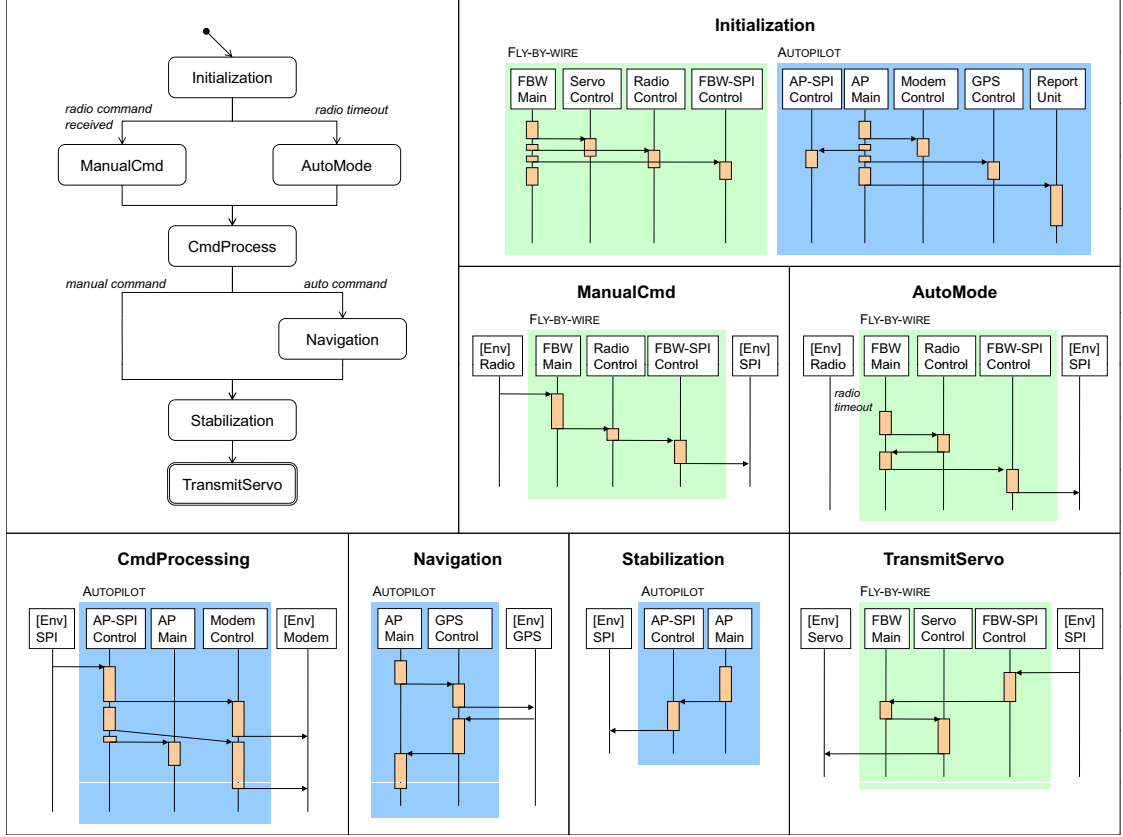 Initialization
radio command
received
radio timeout
ManualCmd
AutoMode
CmdProcess
manual command
auto command
Navigation
Stabilization
TransmitServo
Initialization
FLY-BY-WIRE
FBW
Main
Servo
Control
Radio
Control
FBW-SPI
Control
AUTOPILOT
AP-SPI
Control
AP
Main
Modem
Control
GPS
Control
Report
Unit
ManualCmd
FLY-BY-WIRE
[Env]
Radio
FBW
Main
Radio
Control
FBW-SPI
Control
[Env]
SPI
AutoMode
FLY-BY-WIRE
[Env]
Radio
FBW
Main
Radio
Control
FBW-SPI
Control
[Env]
SPI
radio
timeout
CmdProcessing
AUTOPILOT
[Env]
SPI
AP-SPI
Control
AP
Main
Modem
Control
[Env]
Modem
Navigation
AUTOPILOT
AP
Main
GPS
Control
[Env]
GPS
Stabilization
AUTOPILOT
[Env]
SPI
AP-SPI
Control
AP
Main
TransmitServo
FLY-BY-WIRE
[Env]
Servo
FBW
Main
Servo
Control
FBW-SPI
Control
[Env]
SPI